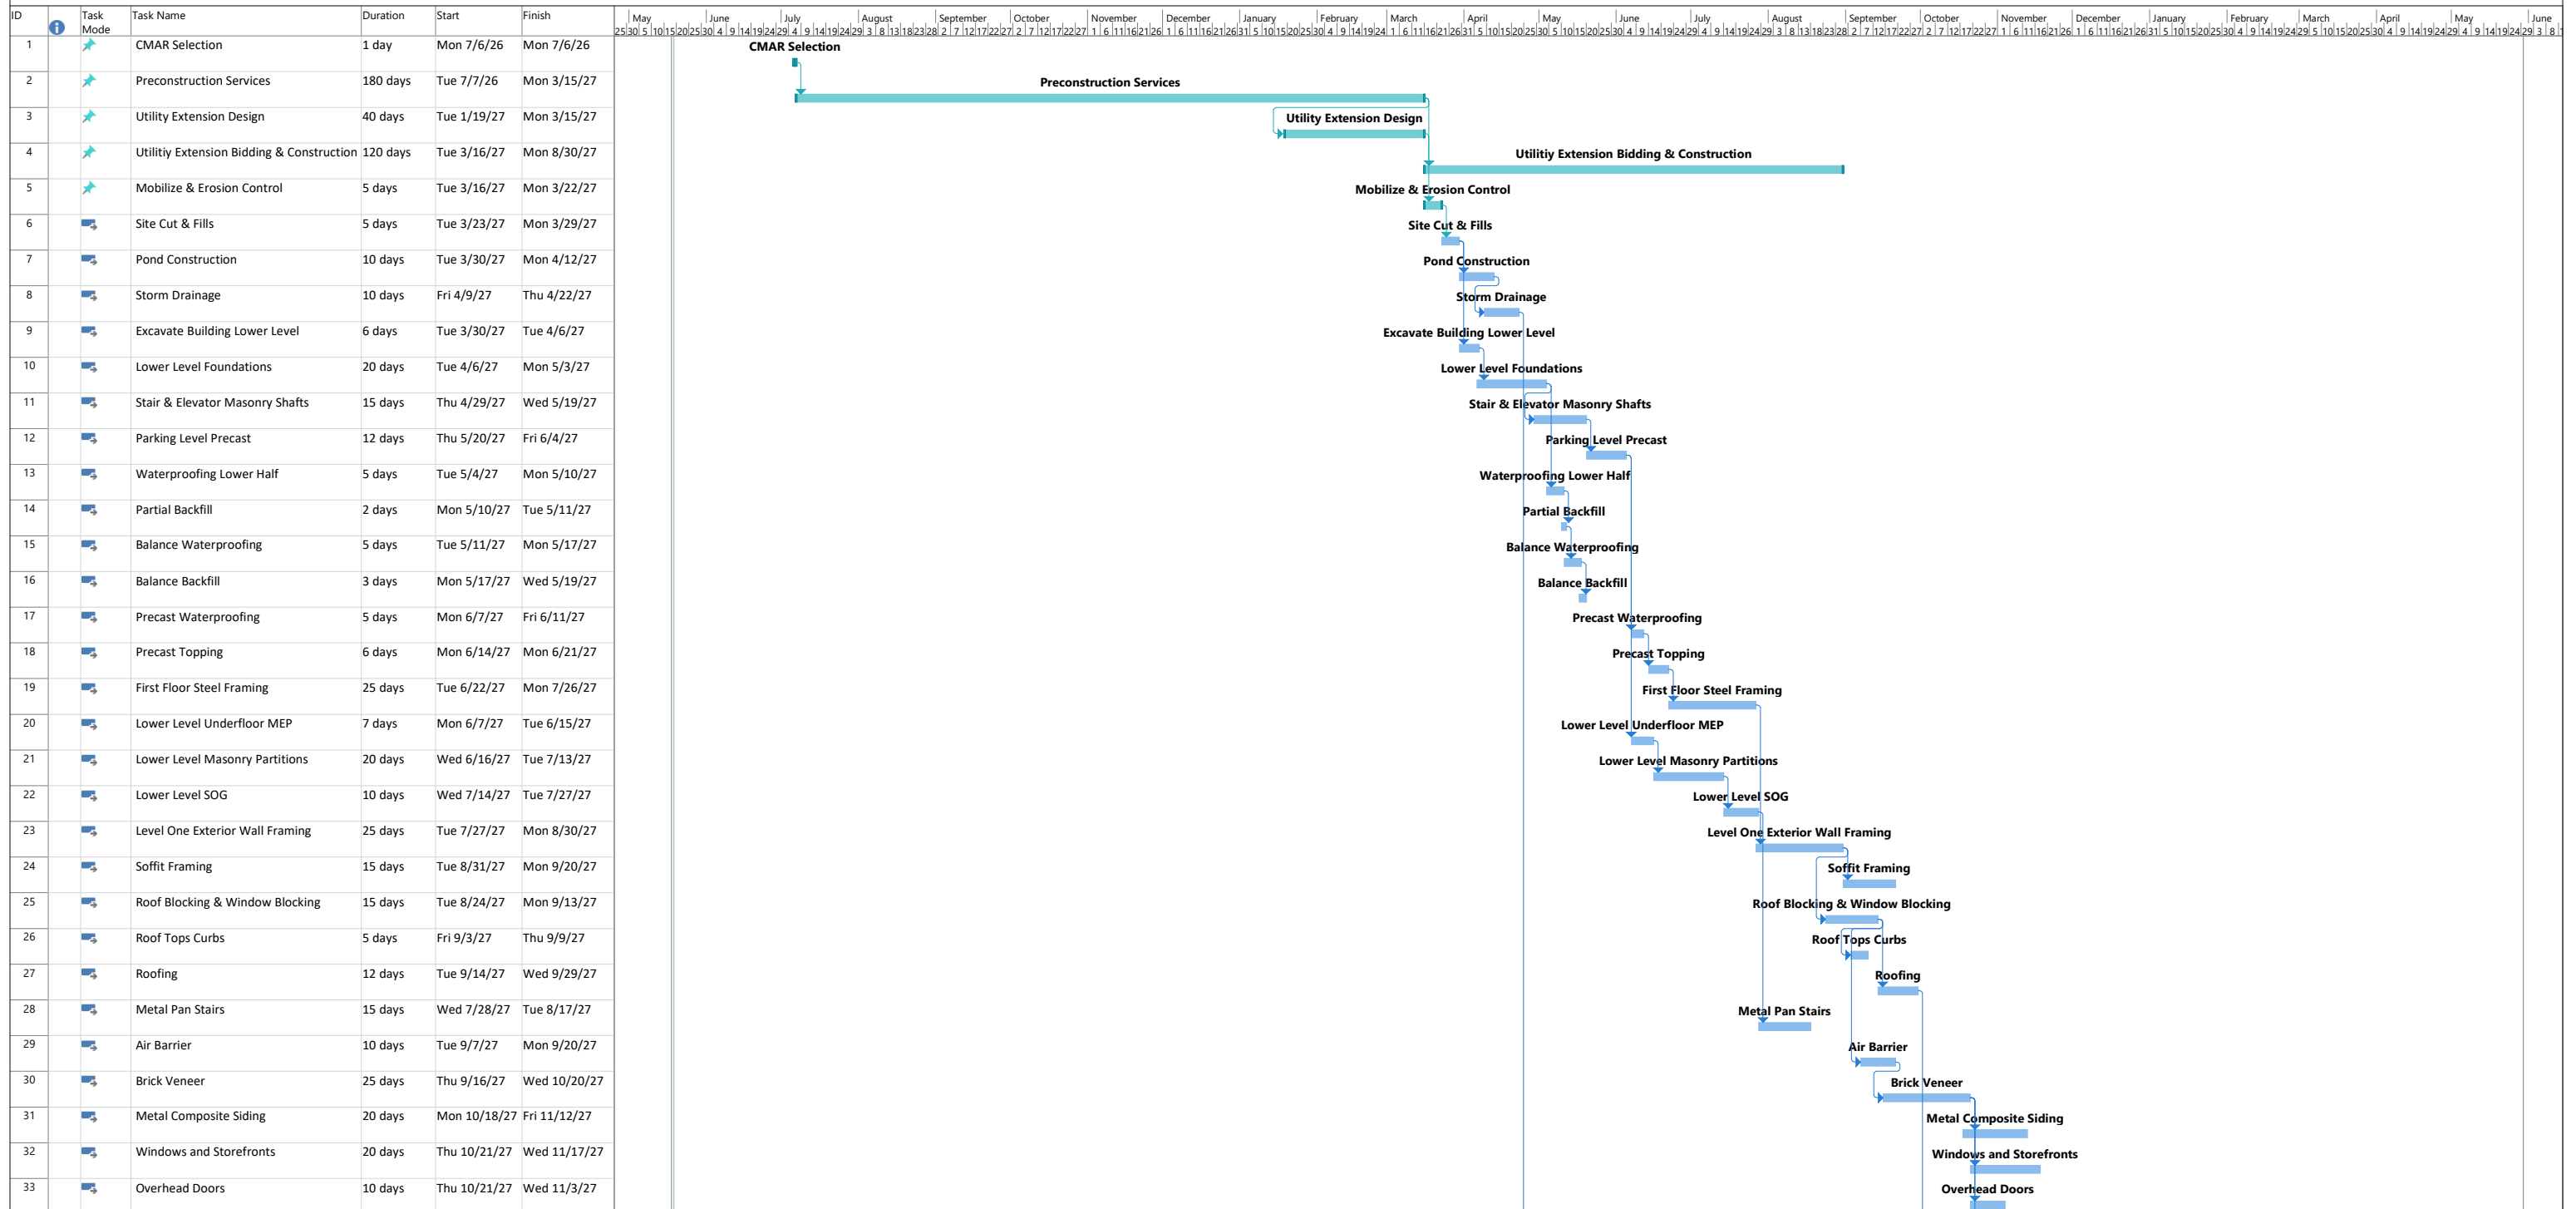 ID Task Mode Task Name Duration Start Finish May June July August September October November December January February March April May June July August September October November December January February March April May June
1 CMAR Selection 1 day Mon 7/6/26 Mon 7/6/26 CMAR Selection
2 Preconstruction Services 180 days Tue 7/7/26 Mon 3/15/27 Preconstruction Services
3 Utility Extension Design 40 days Tue 1/19/27 Mon 3/15/27 Utility Extension Design
4 Utilitiy Extension Bidding & Construction 120 days Tue 3/16/27 Mon 8/30/27 Utilitiy Extension Bidding & Construction
5 Mobilize & Erosion Control 5 days Tue 3/16/27 Mon 3/22/27 Mobilize & Erosion Control
6 Site Cut & Fills 5 days Tue 3/23/27 Mon 3/29/27 Site Cut & Fills
7 Pond Construction 10 days Tue 3/30/27 Mon 4/12/27 Pond Construction
8 Storm Drainage 10 days Fri 4/9/27 Thu 4/22/27 Storm Drainage
9 Excavate Building Lower Level 6 days Tue 3/30/27 Tue 4/6/27 Excavate Building Lower Level
10 Lower Level Foundations 20 days Tue 4/6/27 Mon 5/3/27 Lower Level Foundations
11 Stair & Elevator Masonry Shafts 15 days Thu 4/29/27 Wed 5/19/27 Stair & Elevator Masonry Shafts
12 Parking Level Precast 12 days Thu 5/20/27 Fri 6/4/27 Parking Level Precast
13 Waterproofing Lower Half 5 days Tue 5/4/27 Mon 5/10/27 Waterproofing Lower Half
14 Partial Backfill 2 days Mon 5/10/27 Tue 5/11/27 Partial Backfill
15 Balance Waterproofing 5 days Tue 5/11/27 Mon 5/17/27 Balance Waterproofing
16 Balance Backfill 3 days Mon 5/17/27 Wed 5/19/27 Balance Backfill
17 Precast Waterproofing 5 days Mon 6/7/27 Fri 6/11/27 Precast Waterproofing
18 Precast Topping 6 days Mon 6/14/27 Mon 6/21/27 Precast Topping
19 First Floor Steel Framing 25 days Tue 6/22/27 Mon 7/26/27 First Floor Steel Framing
20 Lower Level Underfloor MEP 7 days Mon 6/7/27 Tue 6/15/27 Lower Level Underfloor MEP
21 Lower Level Masonry Partitions 20 days Wed 6/16/27 Tue 7/13/27 Lower Level Masonry Partitions
22 Lower Level SOG 10 days Wed 7/14/27 Tue 7/27/27 Lower Level SOG
23 Level One Exterior Wall Framing 25 days Tue 7/27/27 Mon 8/30/27 Level One Exterior Wall Framing
24 Soffit Framing 15 days Tue 8/31/27 Mon 9/20/27 Soffit Framing
25 Roof Blocking & Window Blocking 15 days Tue 8/24/27 Mon 9/13/27 Roof Blocking & Window Blocking
26 Roof Tops Curbs 5 days Fri 9/3/27 Thu 9/9/27 Roof Tops Curbs
27 Roofing 12 days Tue 9/14/27 Wed 9/29/27 Roofing
28 Metal Pan Stairs 15 days Wed 7/28/27 Tue 8/17/27 Metal Pan Stairs
29 Air Barrier 10 days Tue 9/7/27 Mon 9/20/27 Air Barrier
30 Brick Veneer 25 days Thu 9/16/27 Wed 10/20/27 Brick Veneer
31 Metal Composite Siding 20 days Mon 10/18/27 Fri 11/12/27 Metal Composite Siding
32 Windows and Storefronts 20 days Thu 10/21/27 Wed 11/17/27 Windows and Storefronts
33 Overhead Doors 10 days Thu 10/21/27 Wed 11/3/27 Overhead Doors